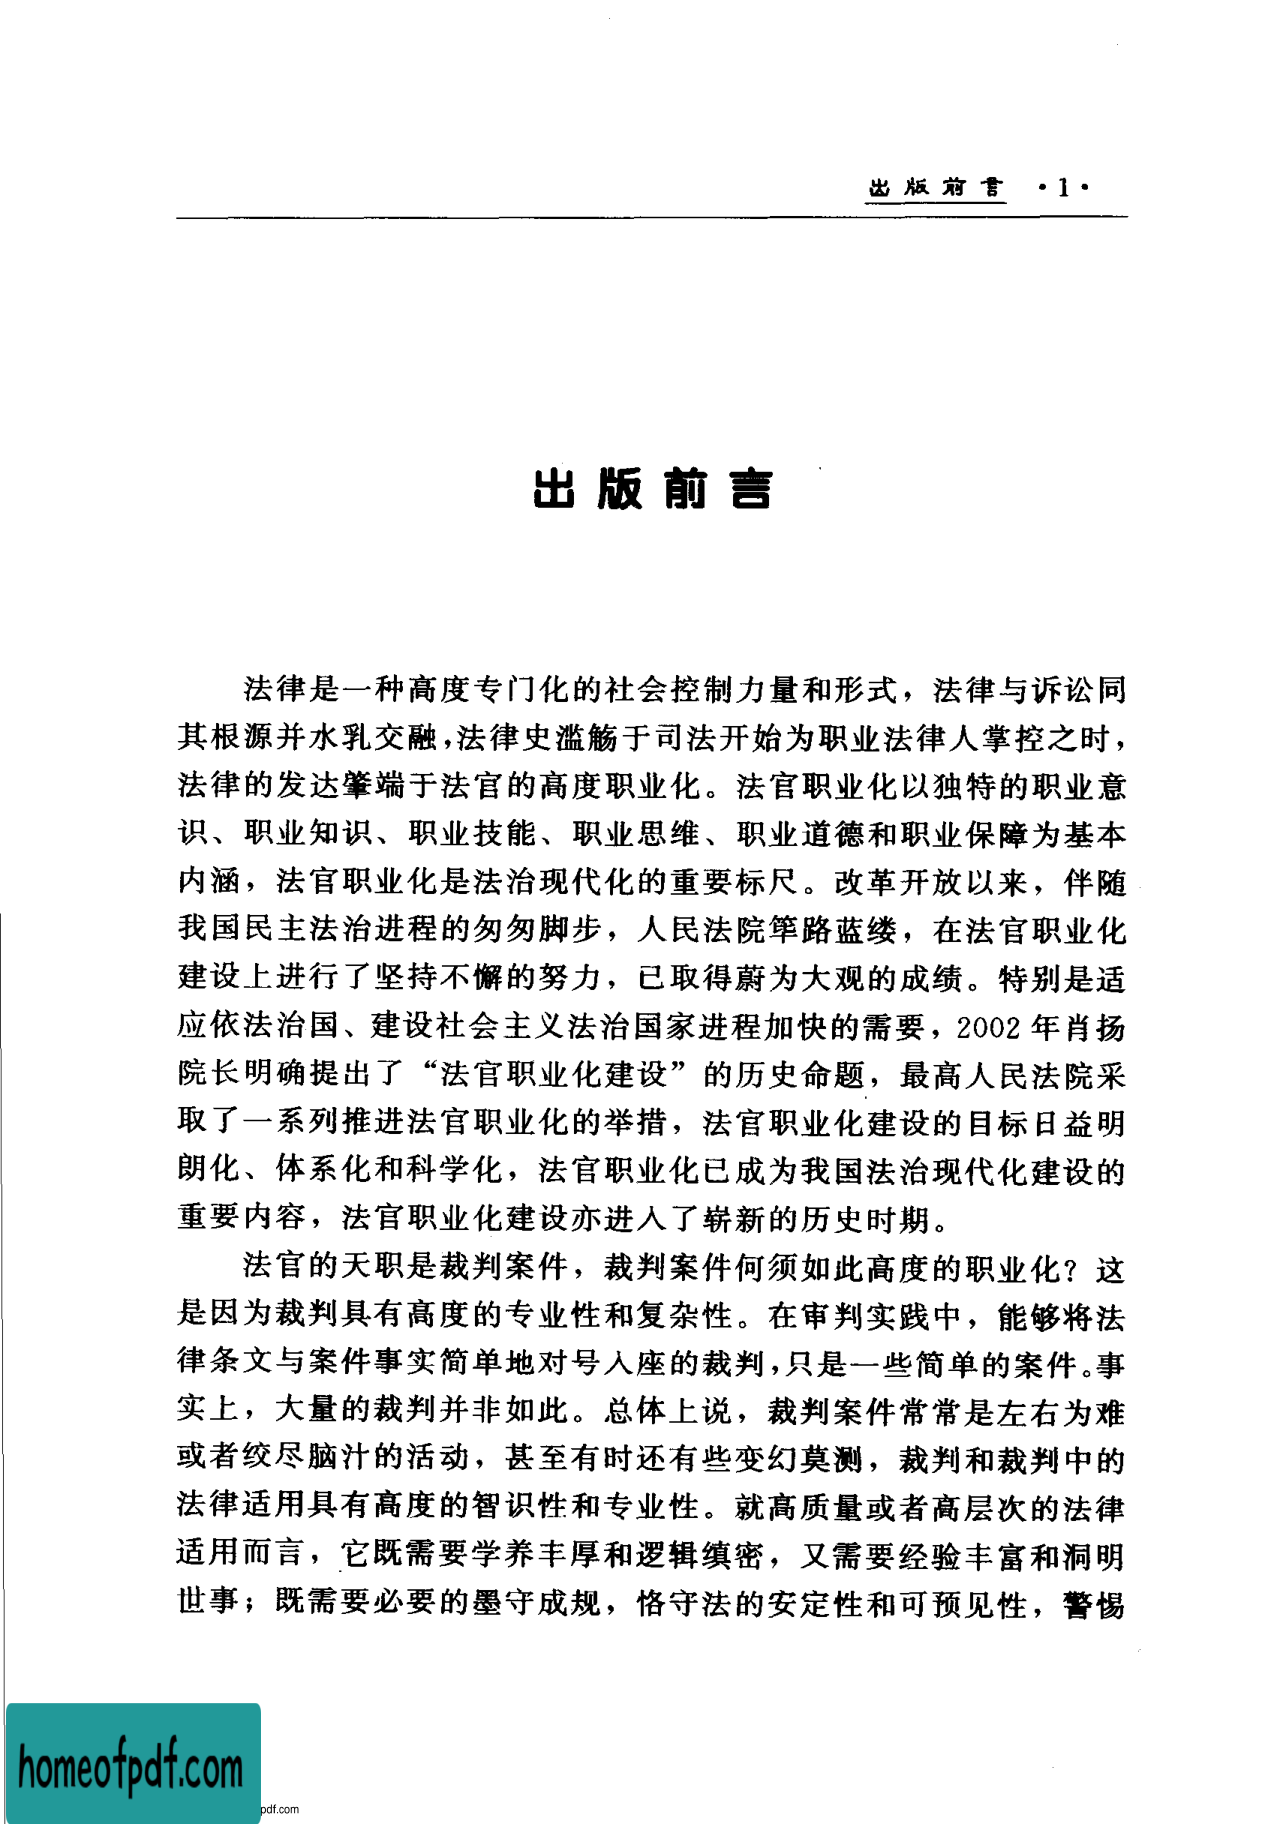 出版前言 ·1·
出版前言
法律是一种高度专门化的社会控制力量和形式，法律与诉讼同
其根源并水乳交融，法律史滥觞于司法开始为职业法律人掌控之时，
法律的发达肇端于法官的高度职业化。法官职业化以独特的职业意
识、职业知识、职业技能、职业思维、职业道德和职业保障为基本
内涵，法官职业化是法治现代化的重要标尺。改革开放以来，伴随
我国民主法治进程的匆匆脚步，人民法院筚路蓝缕，在法官职业化
建设上进行了坚持不懈的努力，已取得蔚为大观的成绩。特别是适
应依法治国、建设社会主义法治国家进程加快的需要，2002年肖扬
院长明确提出了“法官职业化建设”的历史命题，最高人民法院采
取了一系列推进法官职业化的举措，法官职业化建设的目标日益明
朗化、体系化和科学化，法官职业化已成为我国法治现代化建设的
重要内容，法官职业化建设亦进入了崭新的历史时期。
法官的天职是裁判案件，裁判案件何须如此高度的职业化？这
是因为裁判具有高度的专业性和复杂性。在审判实践中，能够将法
律条文与案件事实简单地对号入座的裁判，只是一些简单的案件。事
实上，大量的裁判并非如此。总体上说，裁判案件常常是左右为难
或者绞尽脑汁的活动，甚至有时还有些变幻莫测，裁判和裁判中的
法律适用具有高度的智识性和专业性。就高质量或者高层次的法律
适用而言，它既需要学养丰厚和逻辑缜密，又需要经验丰富和洞明
世事；既需要必要的墨守成规，恪守法的安定性和可预见性，警惕
homeofpdf.com
pdf.com